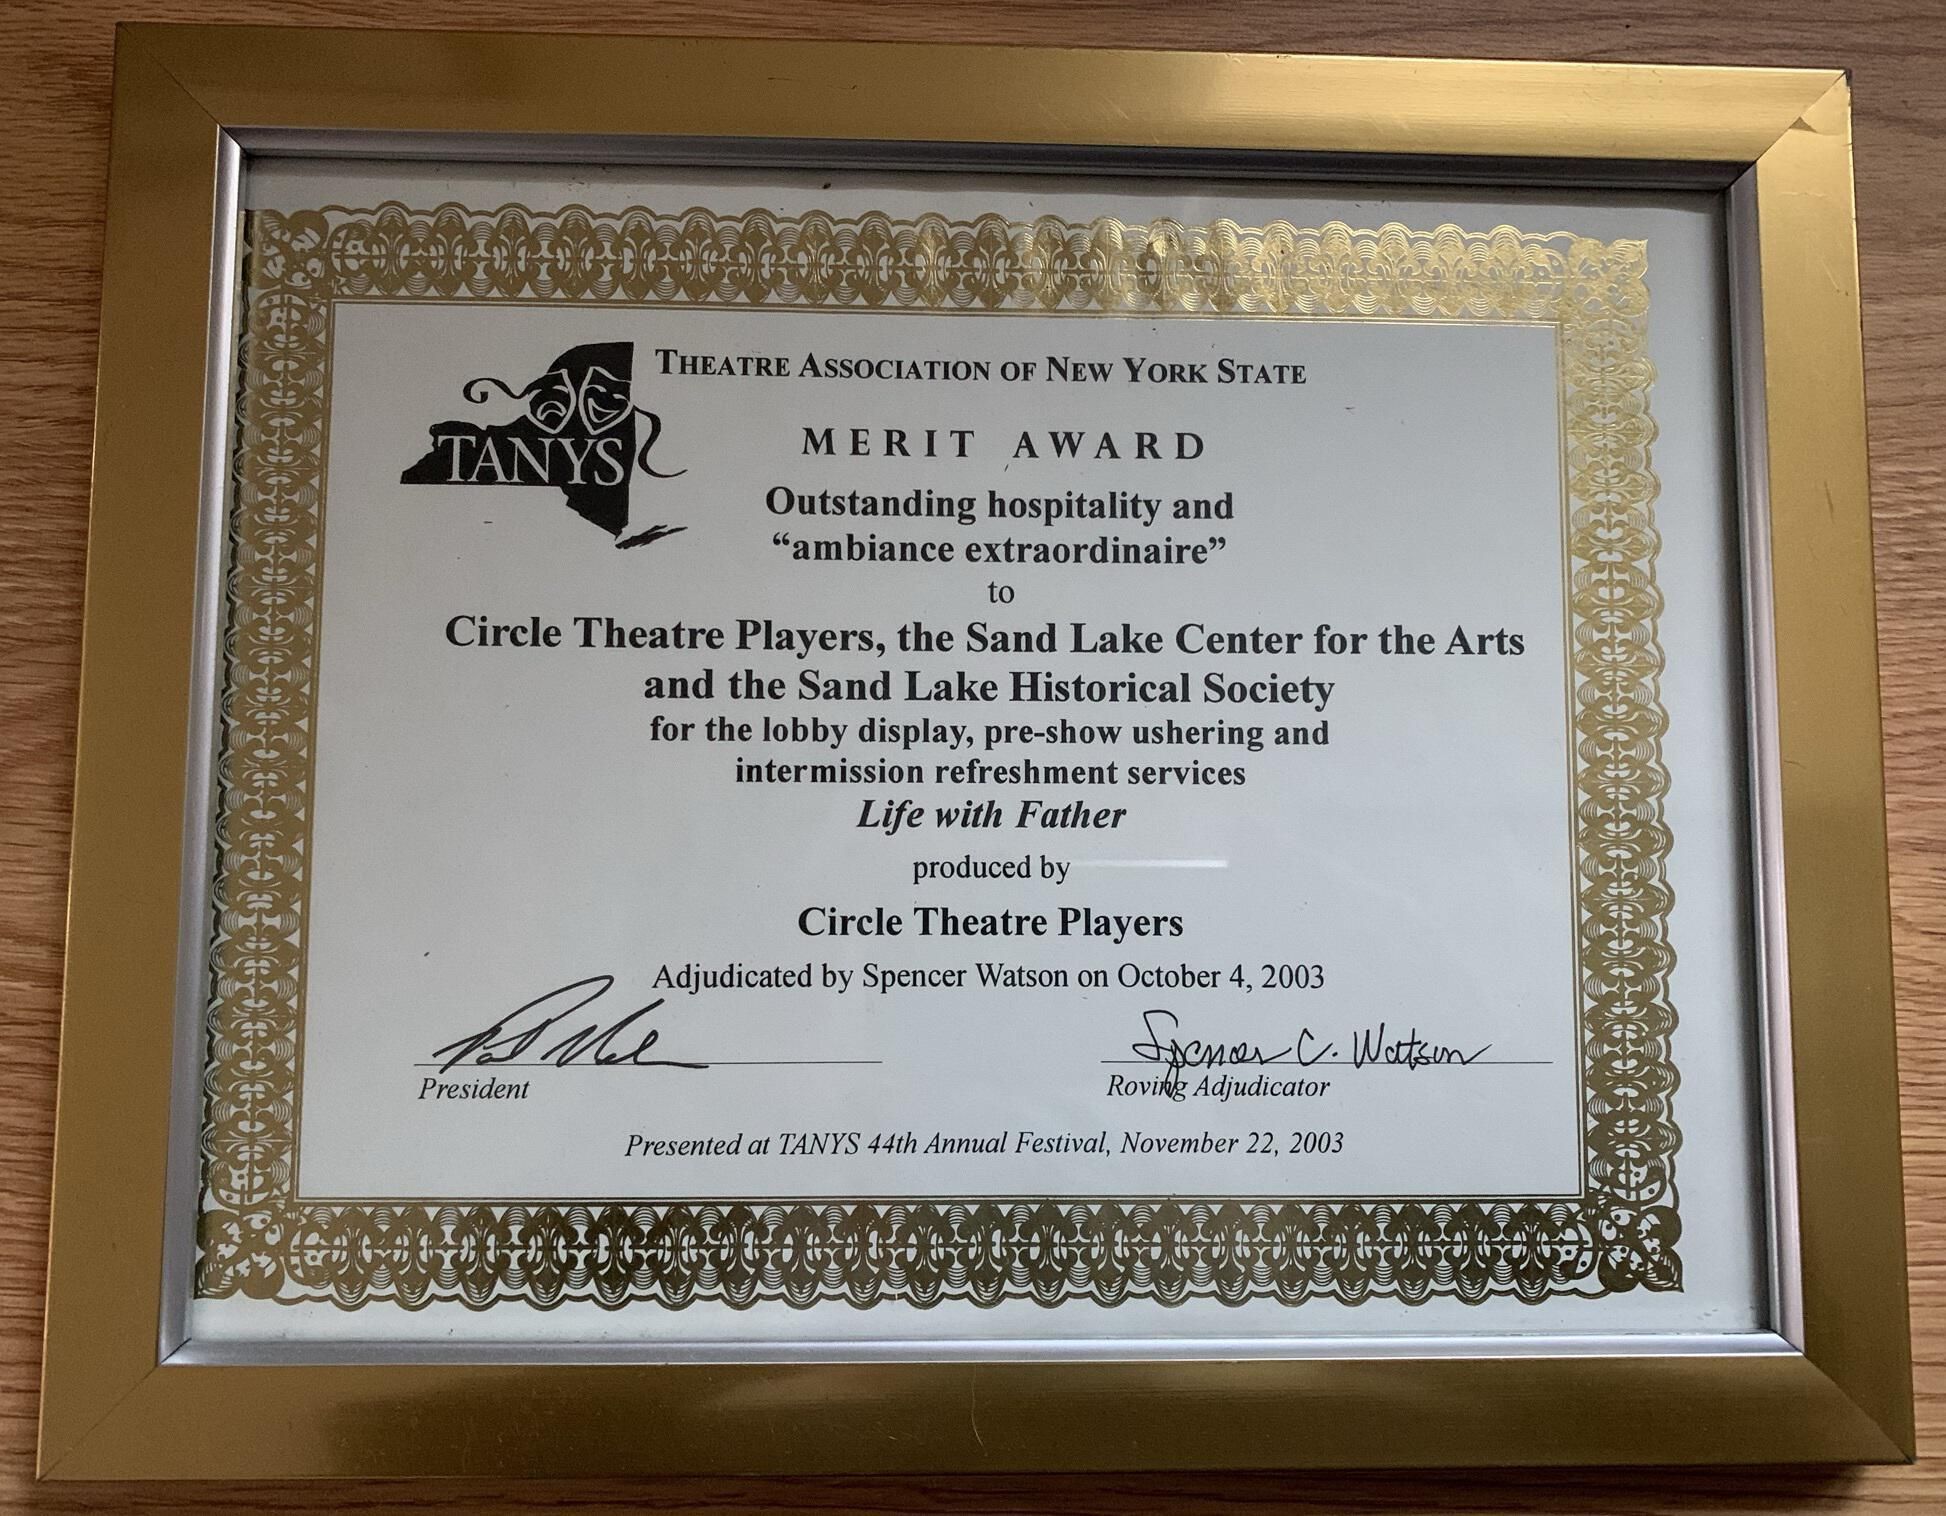 THEATRE ASSOCIATION OF NEW YORK STATE
TANYS
MERIT AWARD
Outstanding hospitality and
“ambiance extraordinaire”
to
Circle Theatre Players, the Sand Lake Center for the Arts
and the Sand Lake Historical Society
for the lobby display, pre-show ushering and
intermission refreshment services
Life with Father
produced by
Circle Theatre Players
Adjudicated by Spencer Watson on October 4, 2003
Spencer C. Watson
President
Roving Adjudicator
Presented at TANYS 44th Annual Festival, November 22, 2003